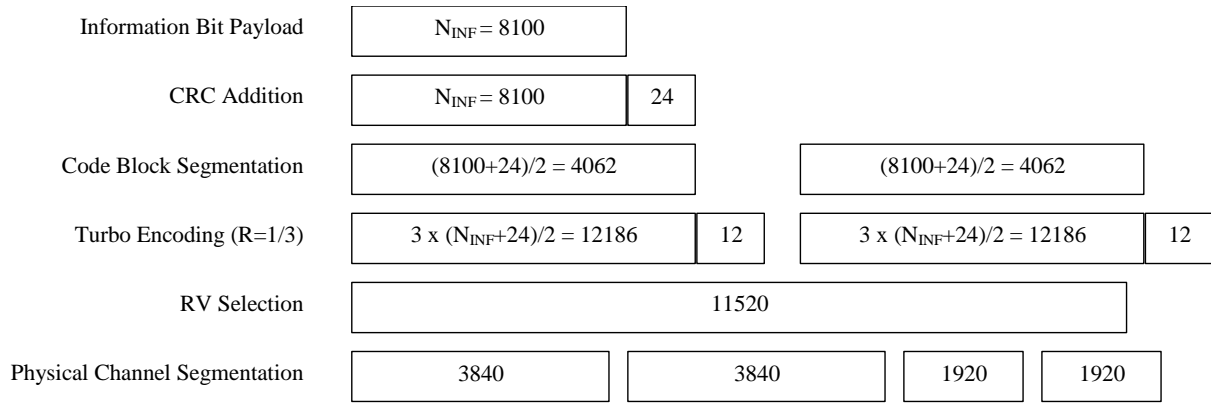 Information Bit Payload N_INF = 8100
CRC Addition N_INF = 8100 24
Code Block Segmentation (8100+24)/2 = 4062 (8100+24)/2 = 4062
Turbo Encoding (R=1/3) 3 x (N_INF+24)/2 = 12186 12 3 x (N_INF+24)/2 = 12186 12
RV Selection 11520
Physical Channel Segmentation 3840 3840 1920 1920